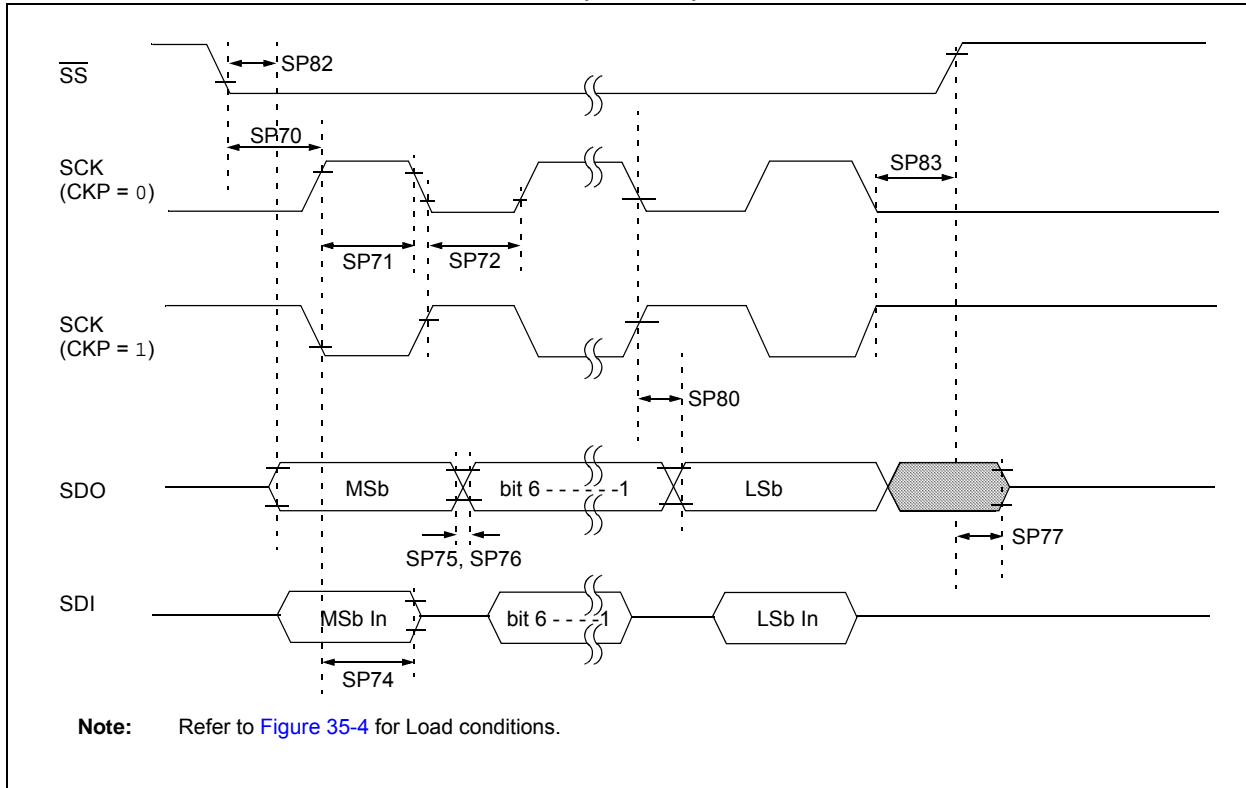 SS
SP82
SP70
SCK
(CKP = 0)
SP83
SP71
SP72
SCK
(CKP = 1)
SP80
SDO
MSb
bit 6 - - - - - -1
LSb
SP77
SP75, SP76
SDI
MSb In
bit 6 - - - -1
LSb In
SP74
Note: Refer to Figure 35-4 for Load conditions.